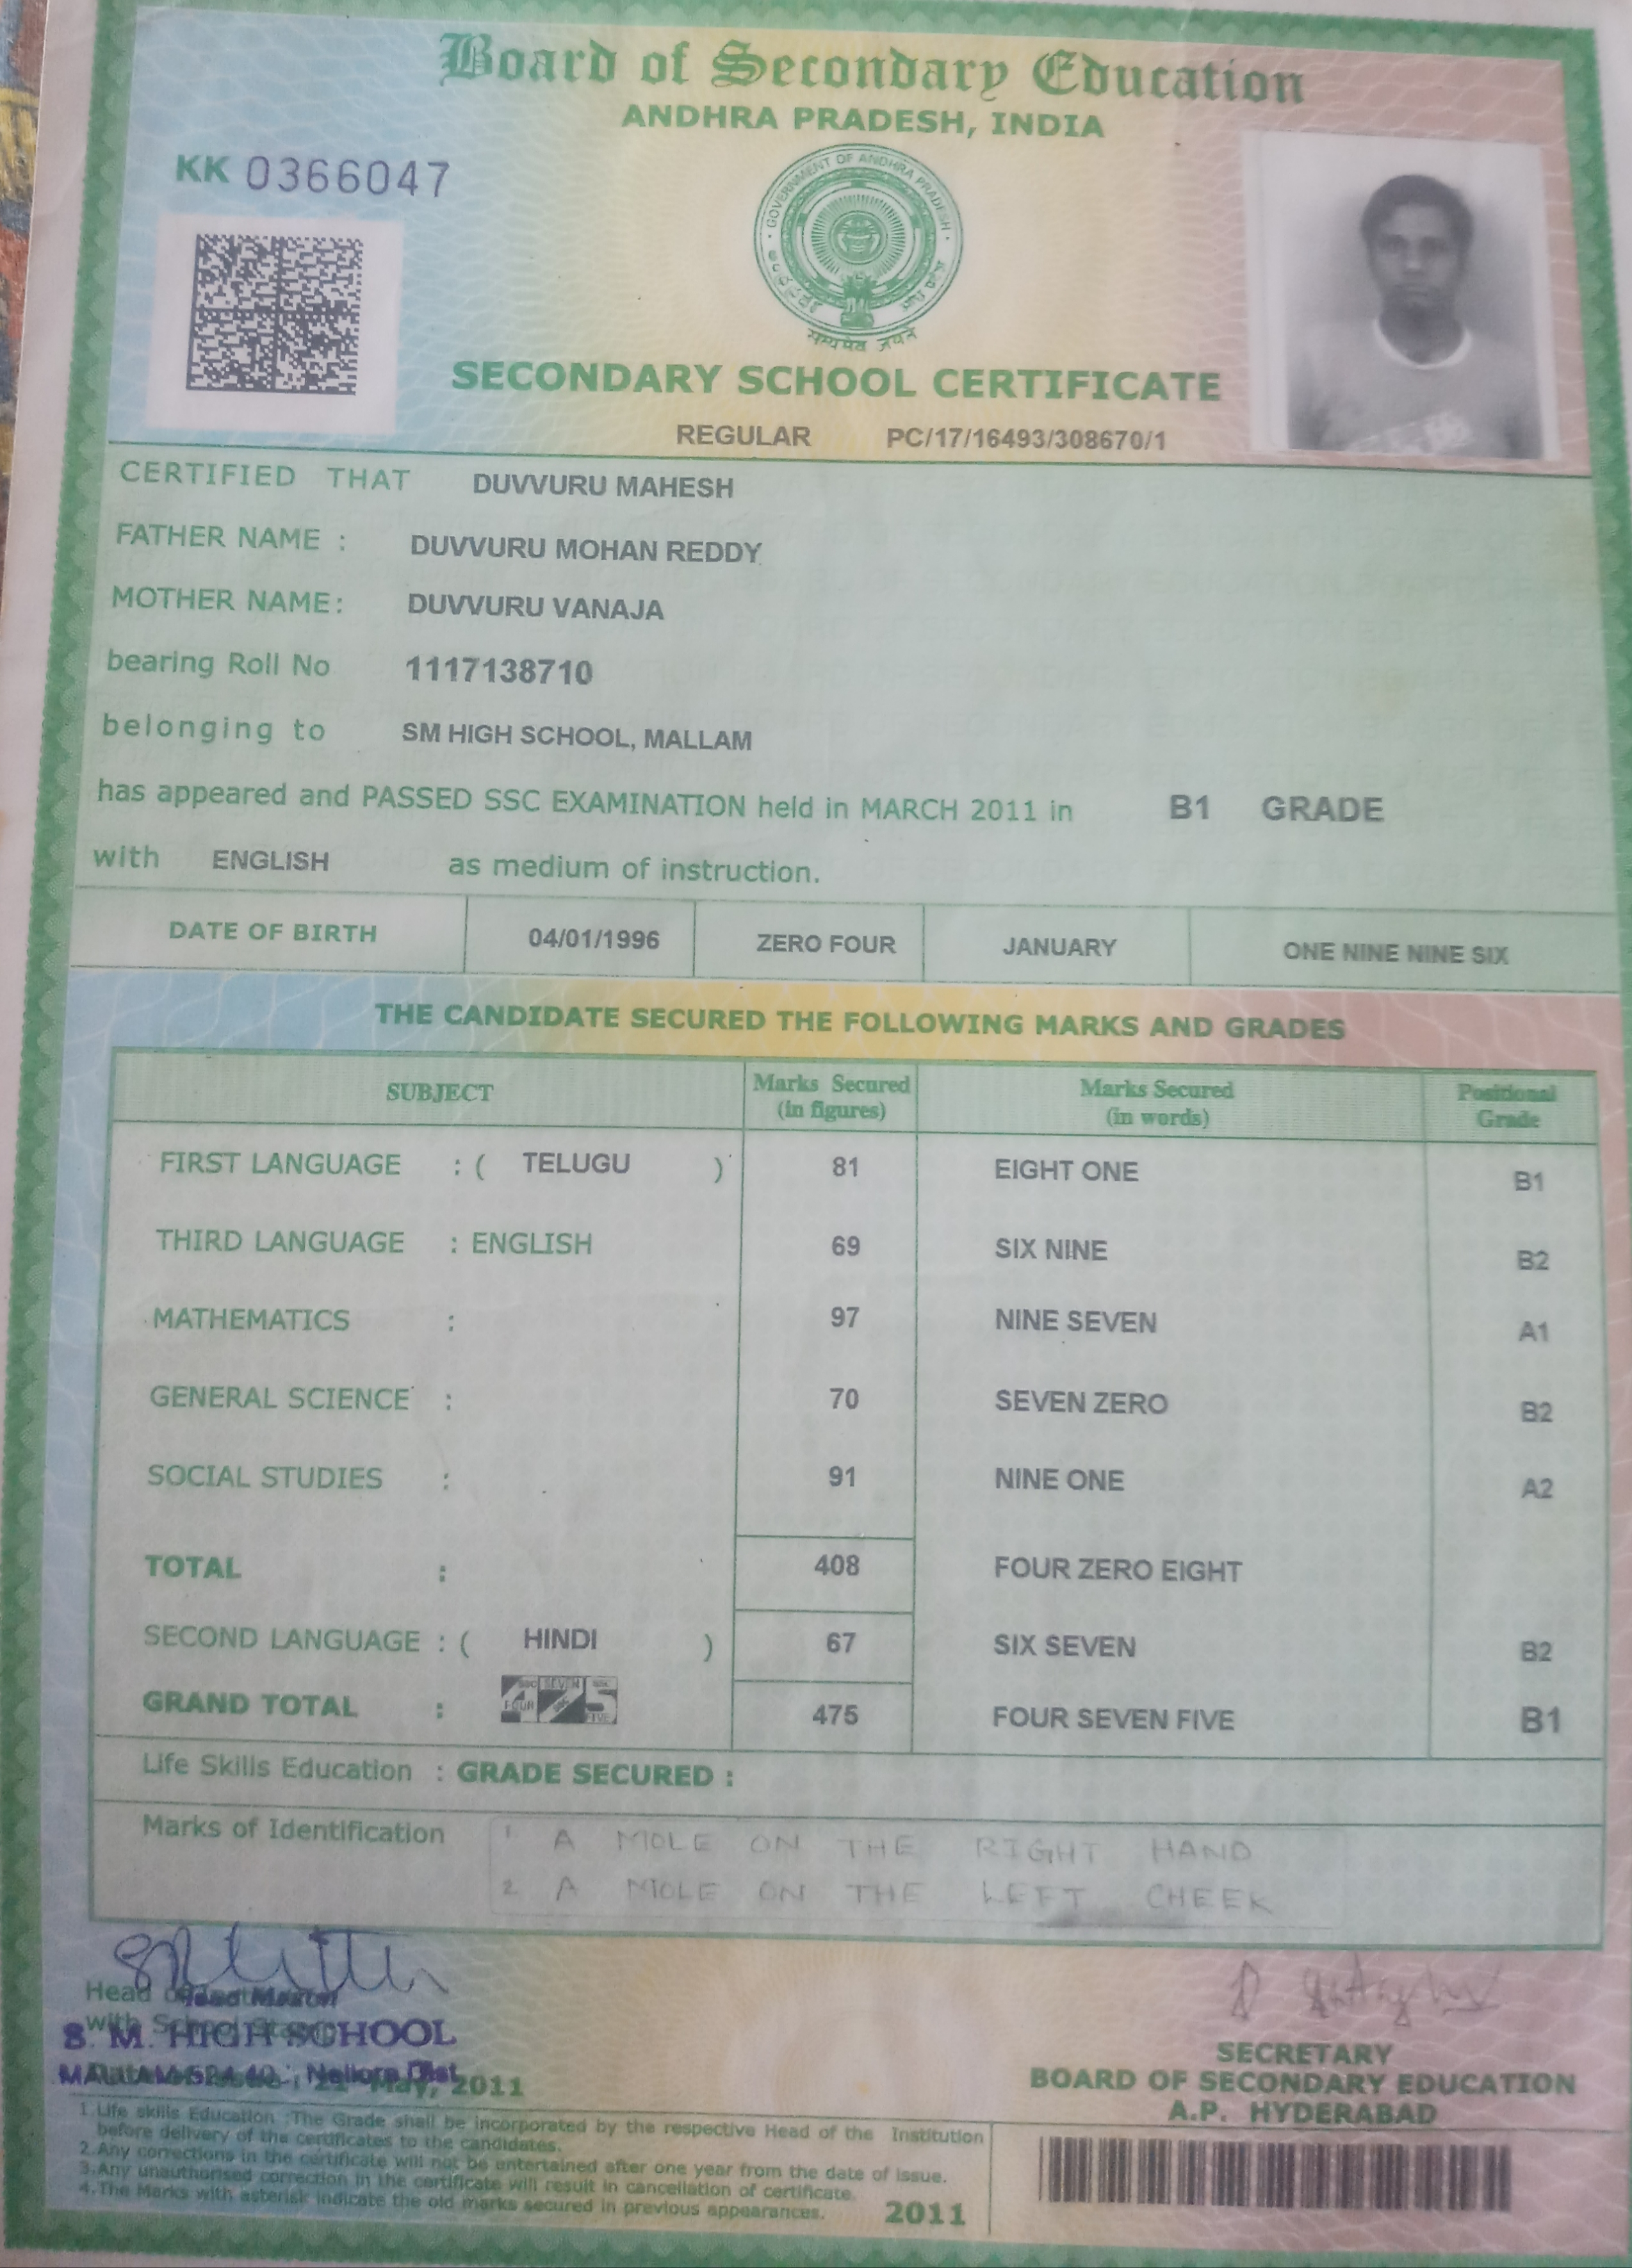 Board of Secondary Education
ANDHRA PRADESH, INDIA
KK 0366047
GOVERNMENT OF ANDHRA PRADESH
सत्यमेव जयते
SECONDARY SCHOOL CERTIFICATE
REGULAR PC/17/16493/308670/1
CERTIFIED THAT DUVVURU MAHESH
FATHER NAME : DUVVURU MOHAN REDDY
MOTHER NAME: DUVVURU VANAJA
bearing Roll No 1117138710
belonging to SM HIGH SCHOOL, MALLAM
has appeared and PASSED SSC EXAMINATION held in MARCH 2011 in B1 GRADE
with ENGLISH as medium of instruction.
DATE OF BIRTH 04/01/1996 ZERO FOUR JANUARY ONE NINE NINE SIX
THE CANDIDATE SECURED THE FOLLOWING MARKS AND GRADES
SUBJECT Marks Secured (in figures) Marks Secured (in words) Positional Grade
FIRST LANGUAGE : ( TELUGU ) 81 EIGHT ONE B1
THIRD LANGUAGE : ENGLISH 69 SIX NINE B2
MATHEMATICS : 97 NINE SEVEN A1
GENERAL SCIENCE : 70 SEVEN ZERO B2
SOCIAL STUDIES : 91 NINE ONE A2
TOTAL : 408 FOUR ZERO EIGHT
SECOND LANGUAGE : ( HINDI ) 67 SIX SEVEN B2
GRAND TOTAL : 475 475 FOUR SEVEN FIVE B1
Life Skills Education : GRADE SECURED :
Marks of Identification 1 A MOLE ON THE RIGHT HAND
2 A MOLE ON THE LEFT CHEEK
Head
with School
S. M. HIGH SCHOOL
Nellore Dist.
May, 2011
SECRETARY
BOARD OF SECONDARY EDUCATION
A.P. HYDERABAD
1.Life skills Education :The Grade shall be incorporated by the respective Head of the Institution
before delivery of the certificates to the candidates.
2.Any corrections in the certificate will not be entertained after one year from the date of issue.
3.Any unauthorised correction in the certificate will result in cancellation of certificate.
4.The Marks with asterisk indicate the old marks secured in previous appearances.
2011